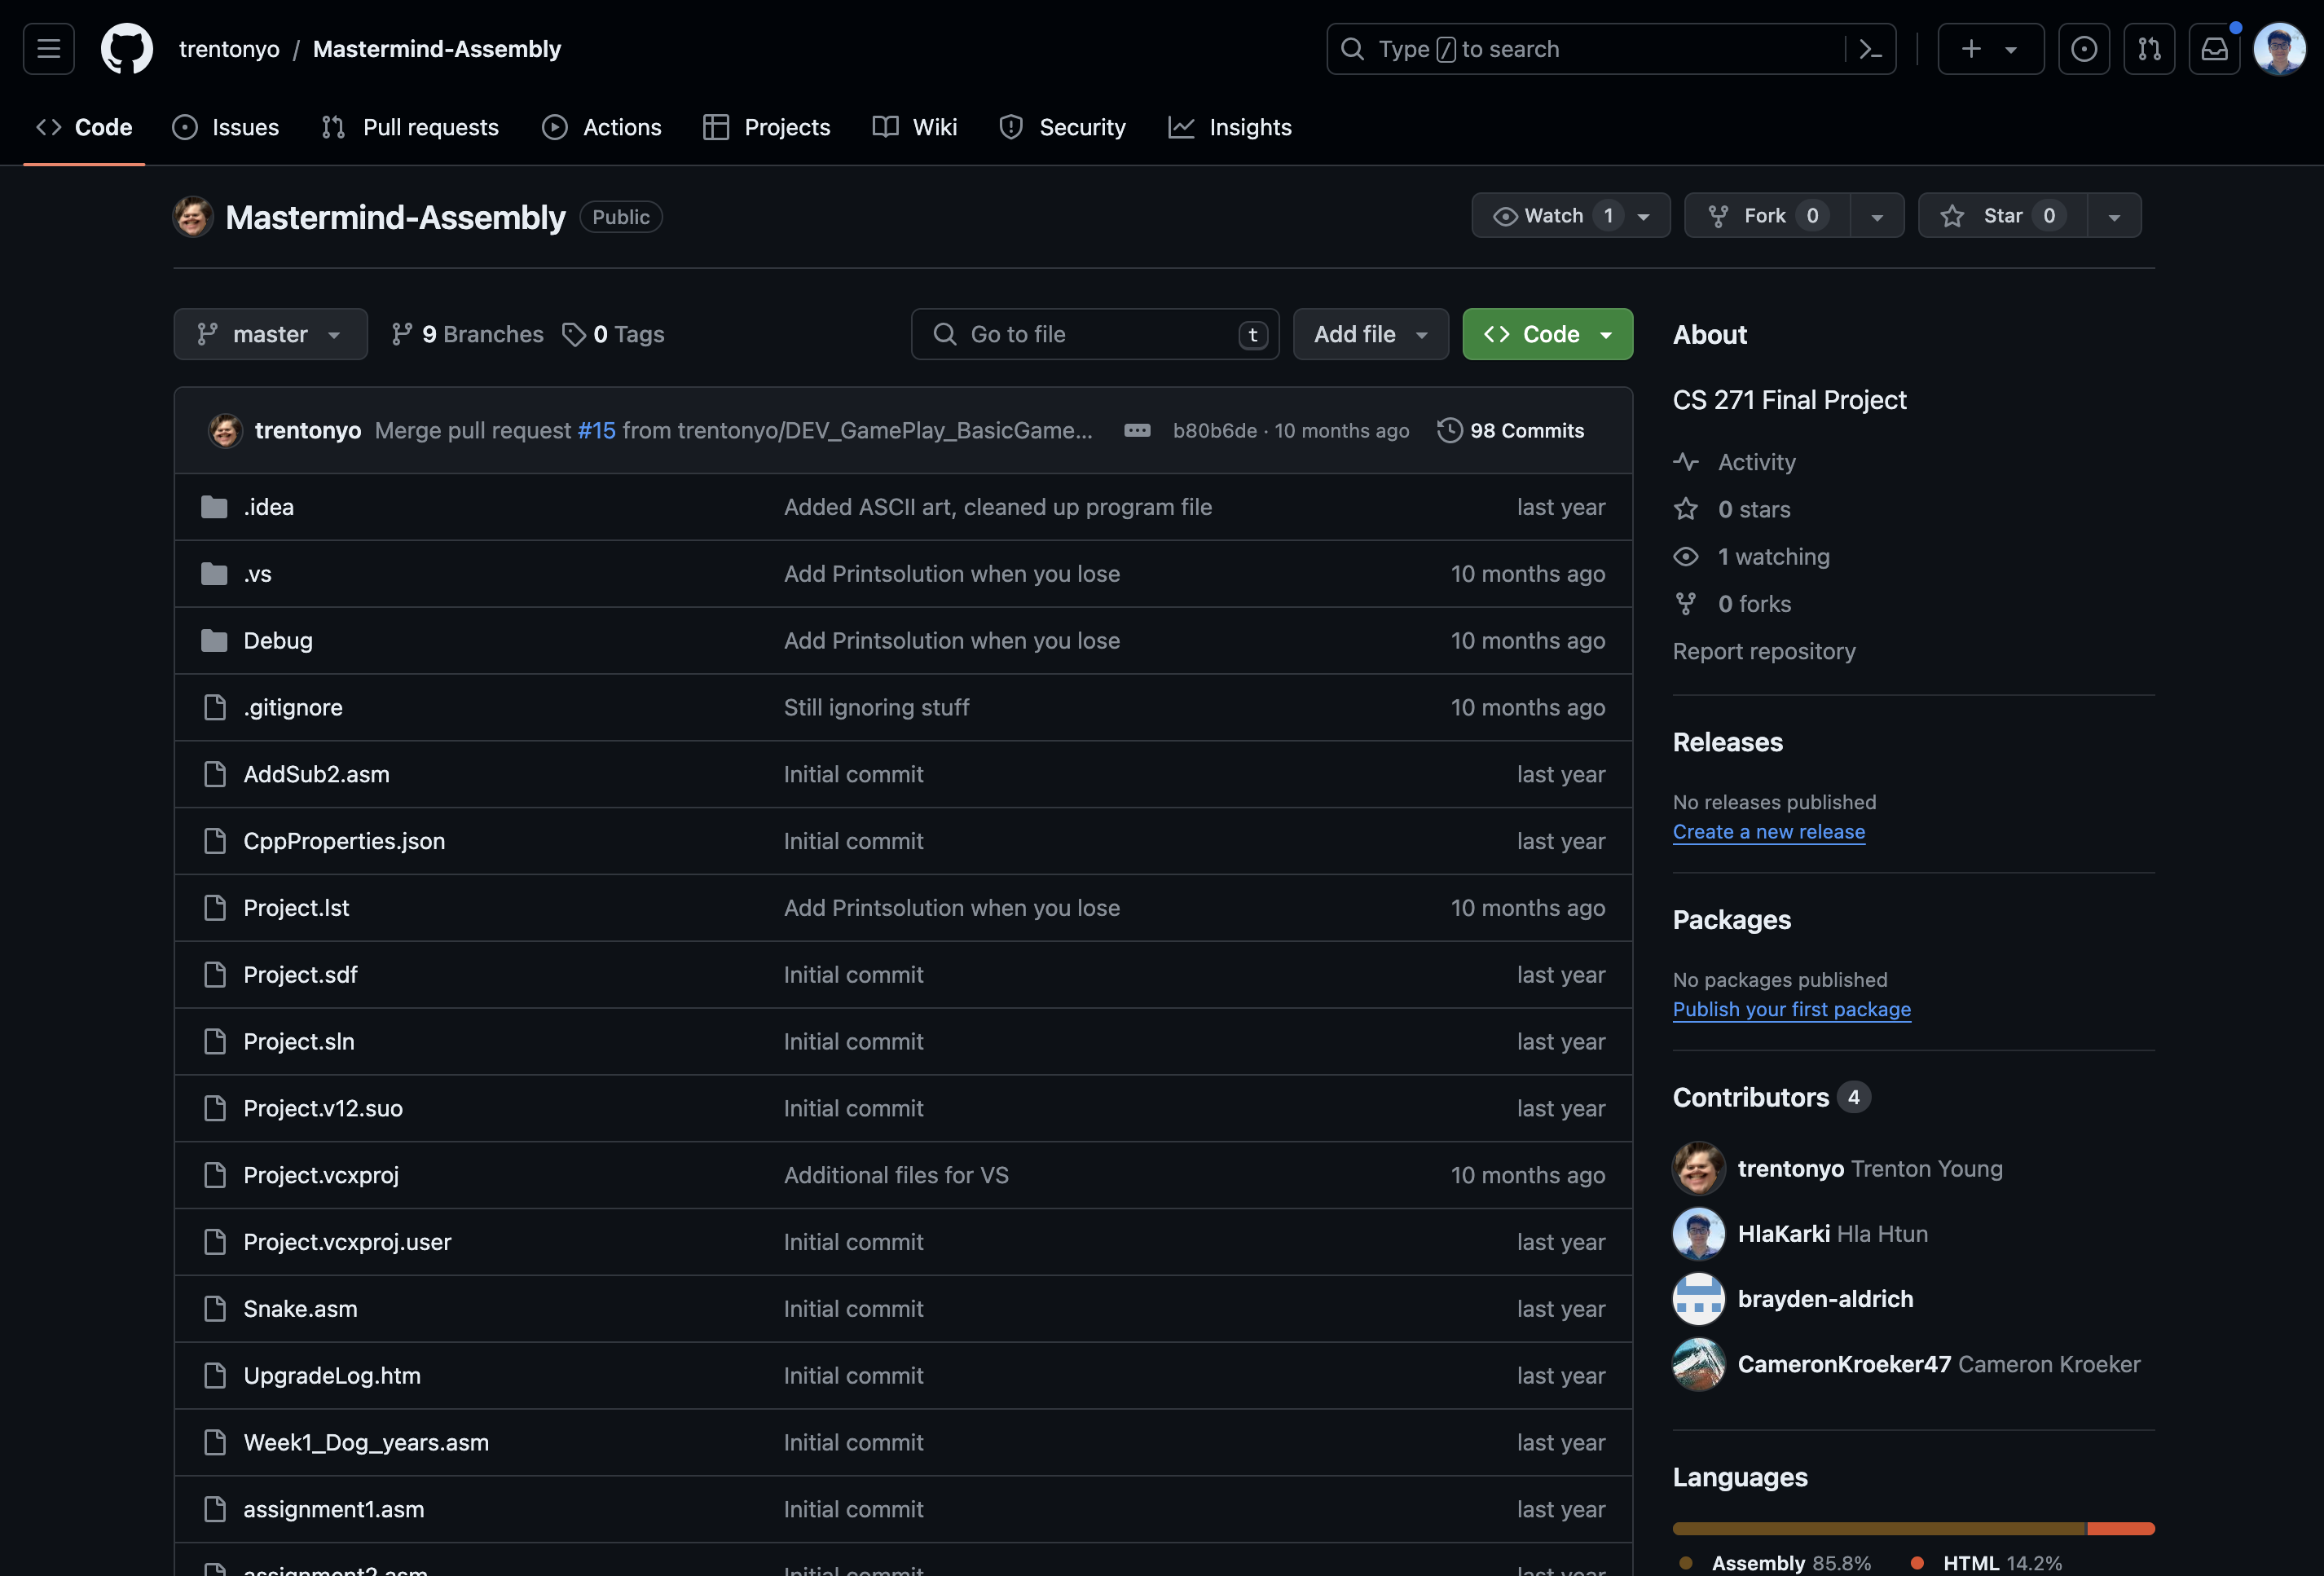 trentonyo / Mastermind-Assembly
Type / to search
Code Issues Pull requests Actions Projects Wiki Security Insights
Mastermind-Assembly Public
Watch 1 Fork 0 Star 0
master 9 Branches 0 Tags Go to file t Add file Code
trentonyo Merge pull request #15 from trentonyo/DEV_GamePlay_BasicGame... b80b6de · 10 months ago 98 Commits
.idea Added ASCII art, cleaned up program file last year
.vs Add Printsolution when you lose 10 months ago
Debug Add Printsolution when you lose 10 months ago
.gitignore Still ignoring stuff 10 months ago
AddSub2.asm Initial commit last year
CppProperties.json Initial commit last year
Project.lst Add Printsolution when you lose 10 months ago
Project.sdf Initial commit last year
Project.sln Initial commit last year
Project.v12.suo Initial commit last year
Project.vcxproj Additional files for VS 10 months ago
Project.vcxproj.user Initial commit last year
Snake.asm Initial commit last year
UpgradeLog.htm Initial commit last year
Week1_Dog_years.asm Initial commit last year
assignment1.asm Initial commit last year
assignment2.asm Initial commit last year
About
CS 271 Final Project
Activity
0 stars
1 watching
0 forks
Report repository
Releases
No releases published
Create a new release
Packages
No packages published
Publish your first package
Contributors 4
trentonyo Trenton Young
HlaKarki Hla Htun
brayden-aldrich
CameronKroeker47 Cameron Kroeker
Languages
Assembly 85.8% HTML 14.2%